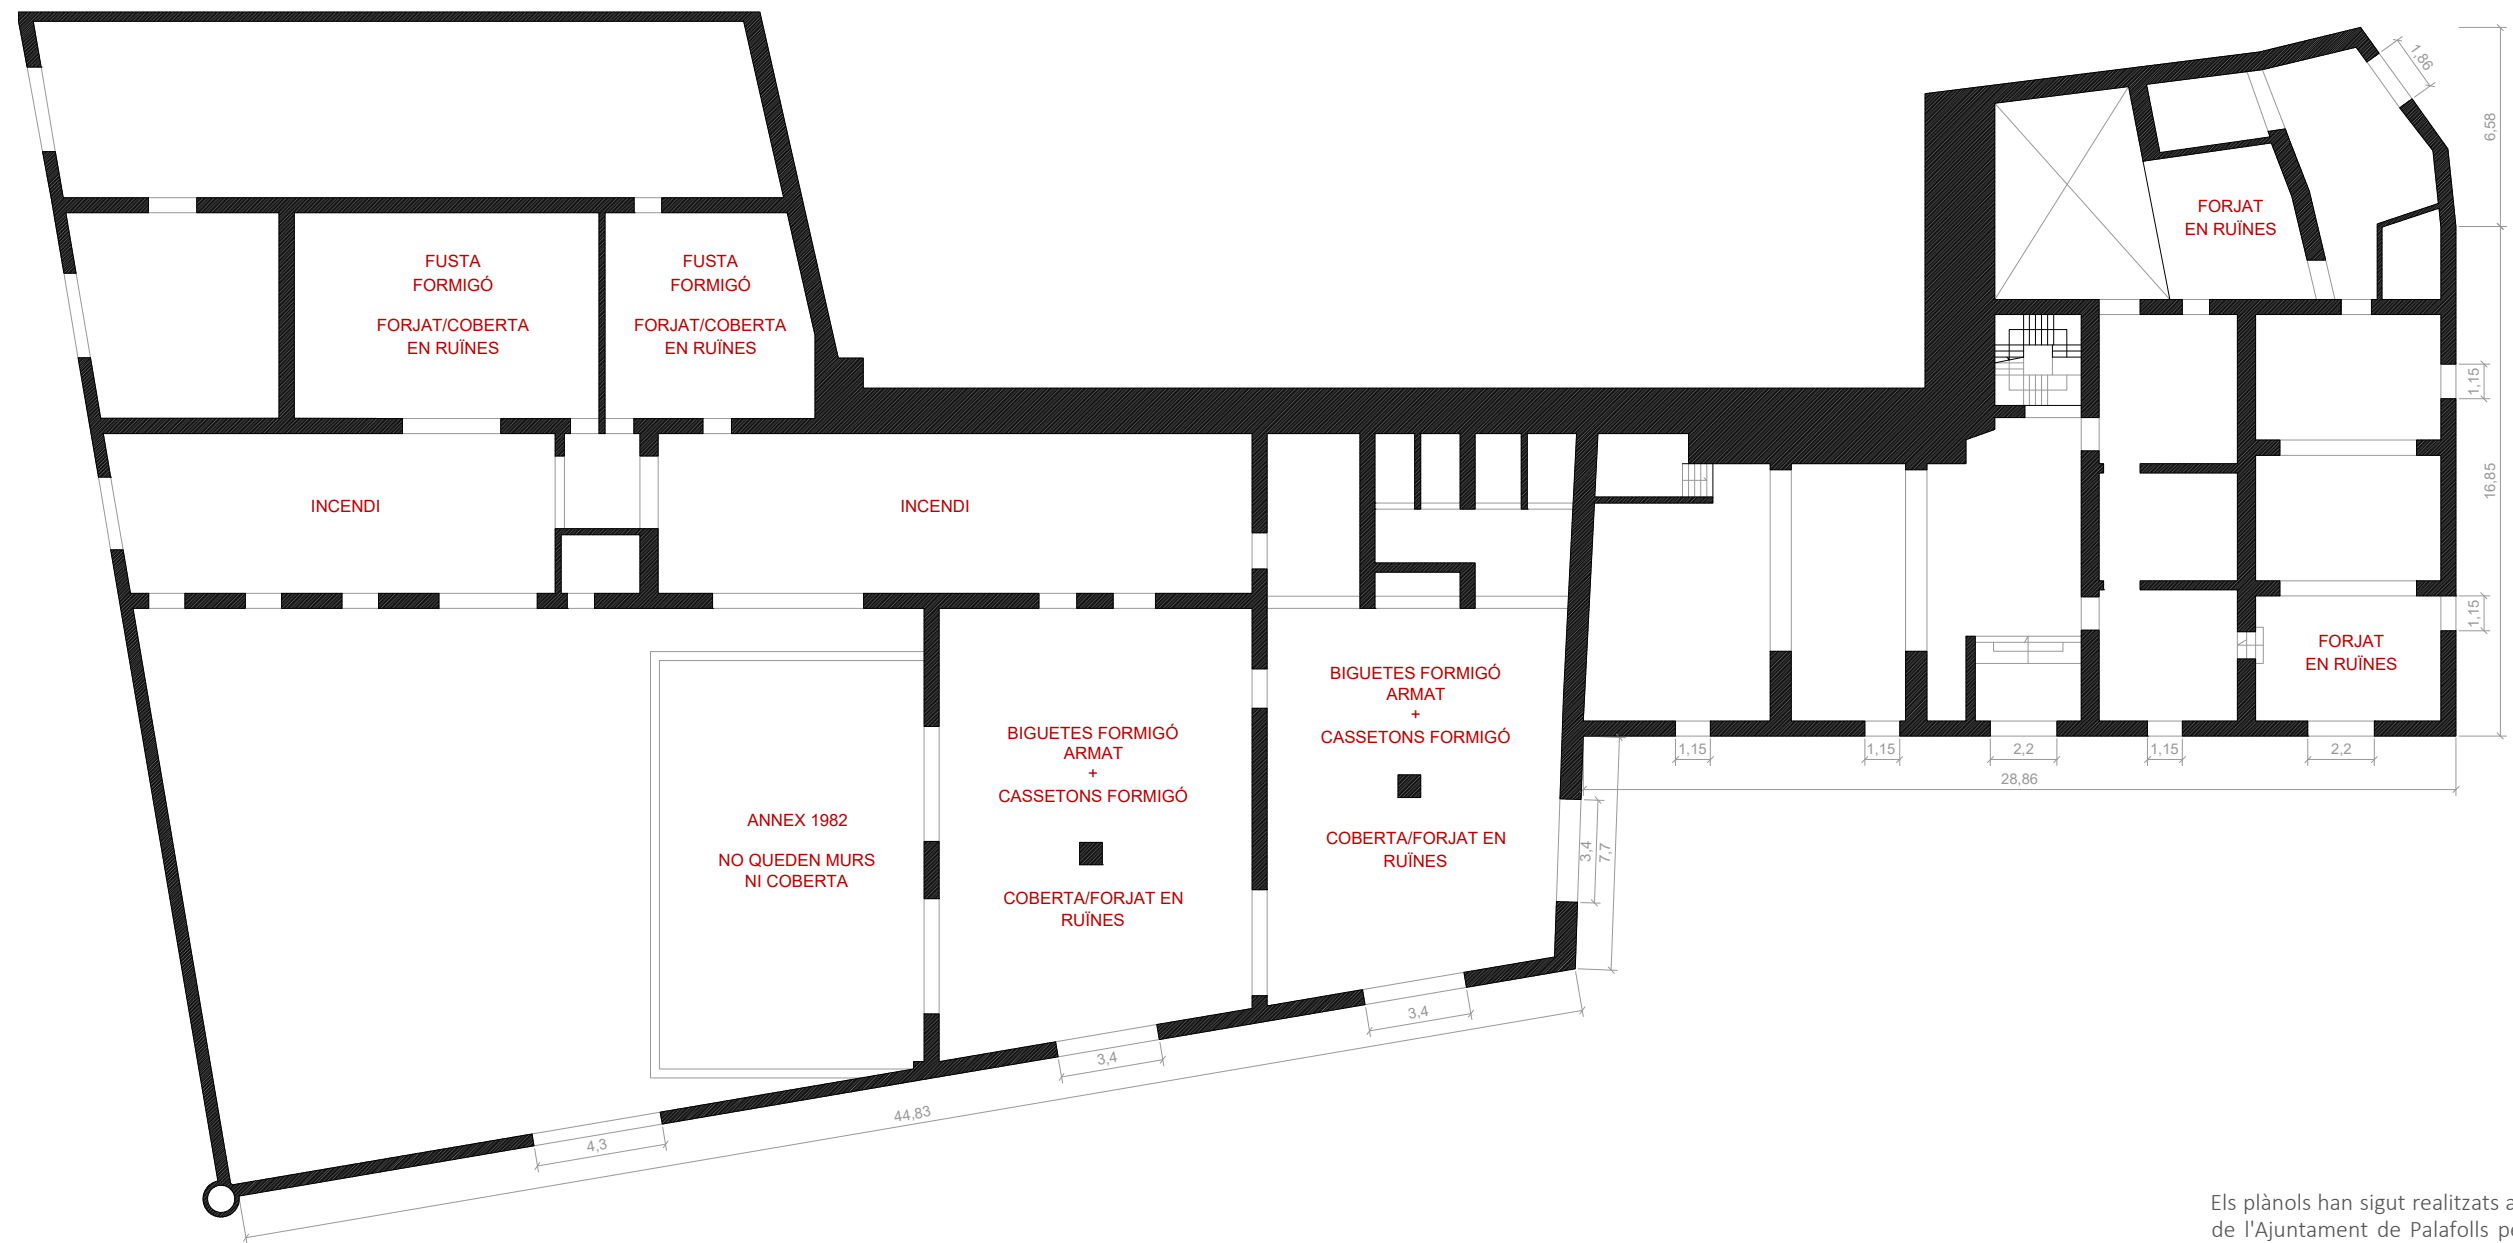 1,86
6,58
FORJAT
EN RUÏNES
FUSTA
FORMIGÓ
FORJAT/COBERTA
EN RUÏNES
FUSTA
FORMIGÓ
FORJAT/COBERTA
EN RUÏNES
1,15
16,85
INCENDI
INCENDI
1,15
FORJAT
EN RUÏNES
BIGUETES FORMIGÓ
ARMAT
+
CASSETONS FORMIGÓ
COBERTA/FORJAT EN
RUÏNES
BIGUETES FORMIGÓ
ARMAT
+
CASSETONS FORMIGÓ
COBERTA/FORJAT EN
RUÏNES
ANNEX 1982
NO QUEDEN MURS
NI COBERTA
1,15
1,15
2,2
1,15
2,2
28,86
3,4
7,7
3,4
3,4
4,3
44,83
Els plànols han sigut realitzats a
de l'Ajuntament de Palafolls pe